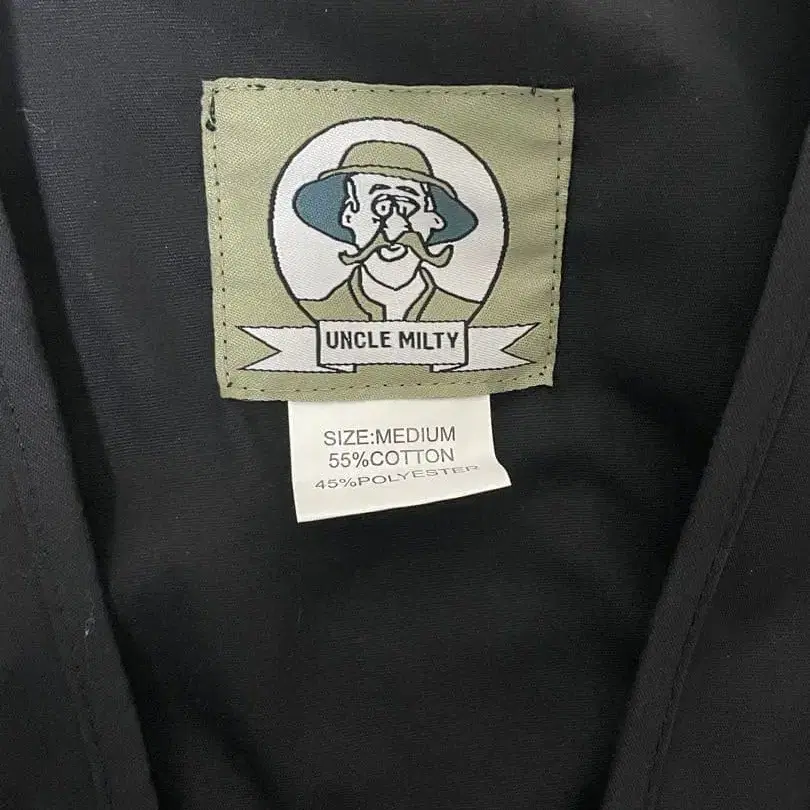 UNCLE MILTY
SIZE:MEDIUM
55%COTTON
45%POLYESTER